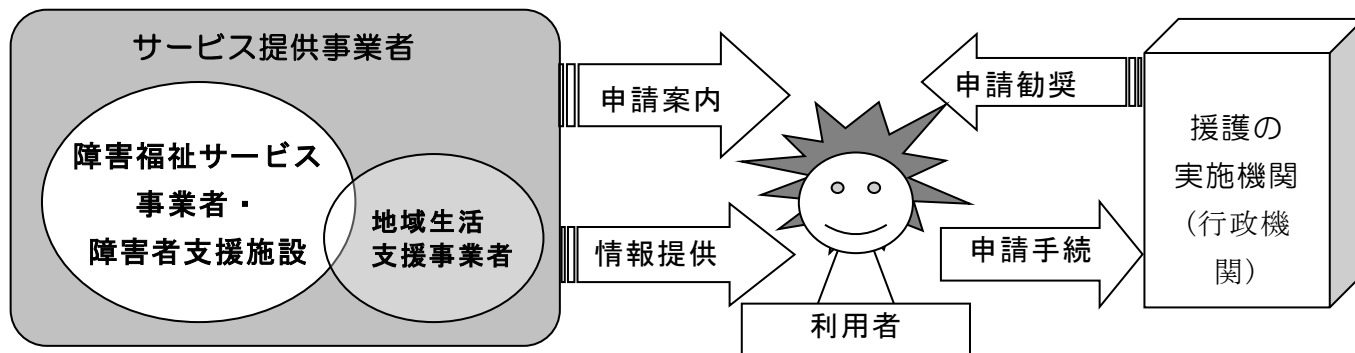 サービス提供事業者
障害福祉サービス
事業者・
障害者支援施設
地域生活
支援事業者
申請案内
情報提供
申請勧奨
申請手続
利用者
援護の
実施機関
（行政機
関）